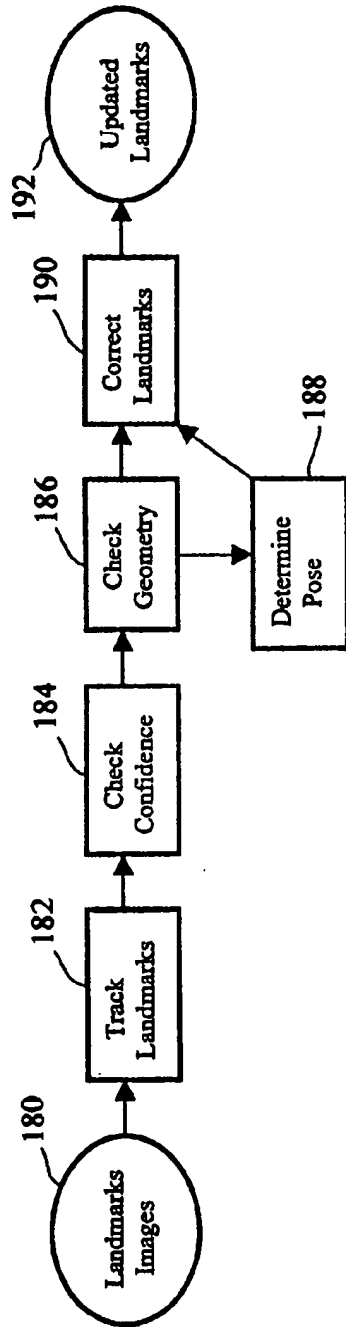 180
Landmarks
Images
182
Track
Landmarks
184
Check
Confidence
186
Check
Geometry
188
Determine
Pose
190
Correct
Landmarks
192
Updated
Landmarks